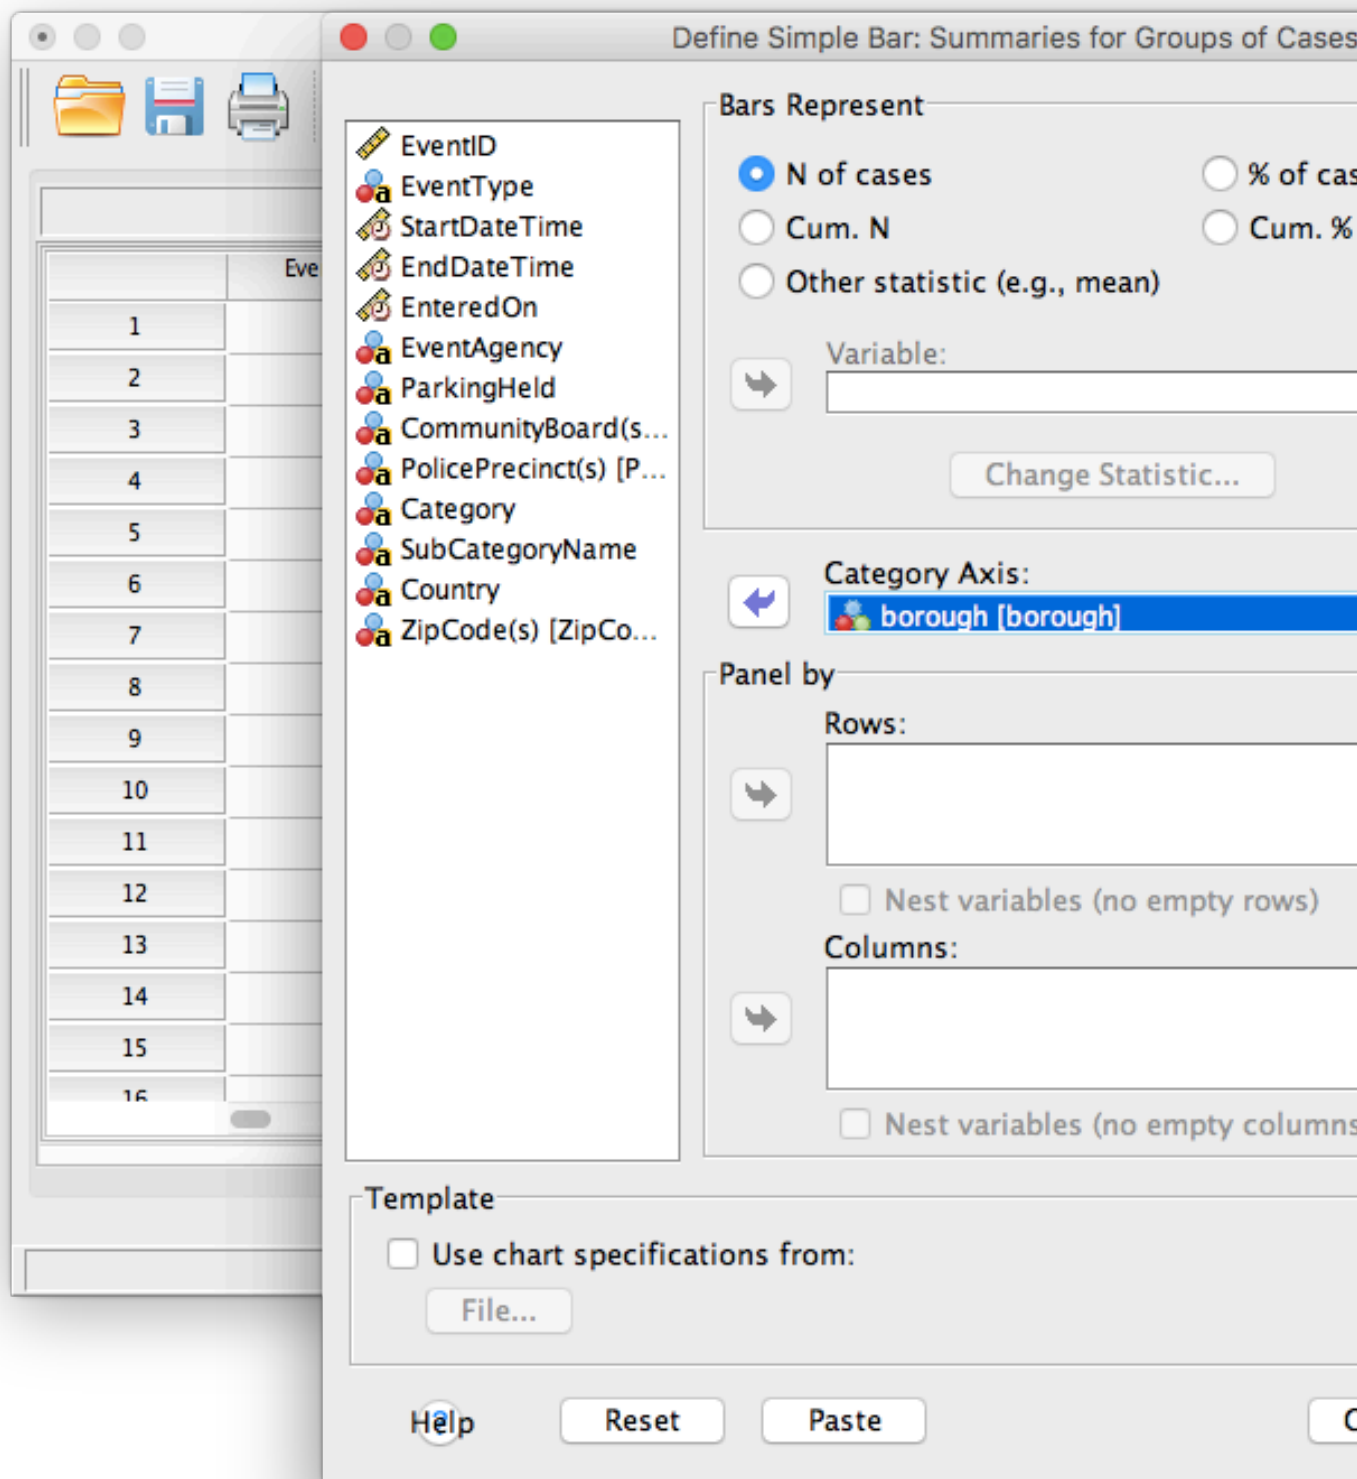 Define Simple Bar: Summaries for Groups of Cases
Eve
1
2
3
4
5
6
7
8
9
10
11
12
13
14
15
16
EventID
EventType
StartDateTime
EndDateTime
EnteredOn
EventAgency
ParkingHeld
CommunityBoard(s...
PolicePrecinct(s) [P...
Category
SubCategoryName
Country
ZipCode(s) [ZipCo...
Bars Represent
N of cases
% of cas
Cum. N
Cum. %
Other statistic (e.g., mean)
Variable:
Change Statistic...
Category Axis:
borough [borough]
Panel by
Rows:
Nest variables (no empty rows)
Columns:
Nest variables (no empty columns
Template
Use chart specifications from:
File...
Help
Reset
Paste
C